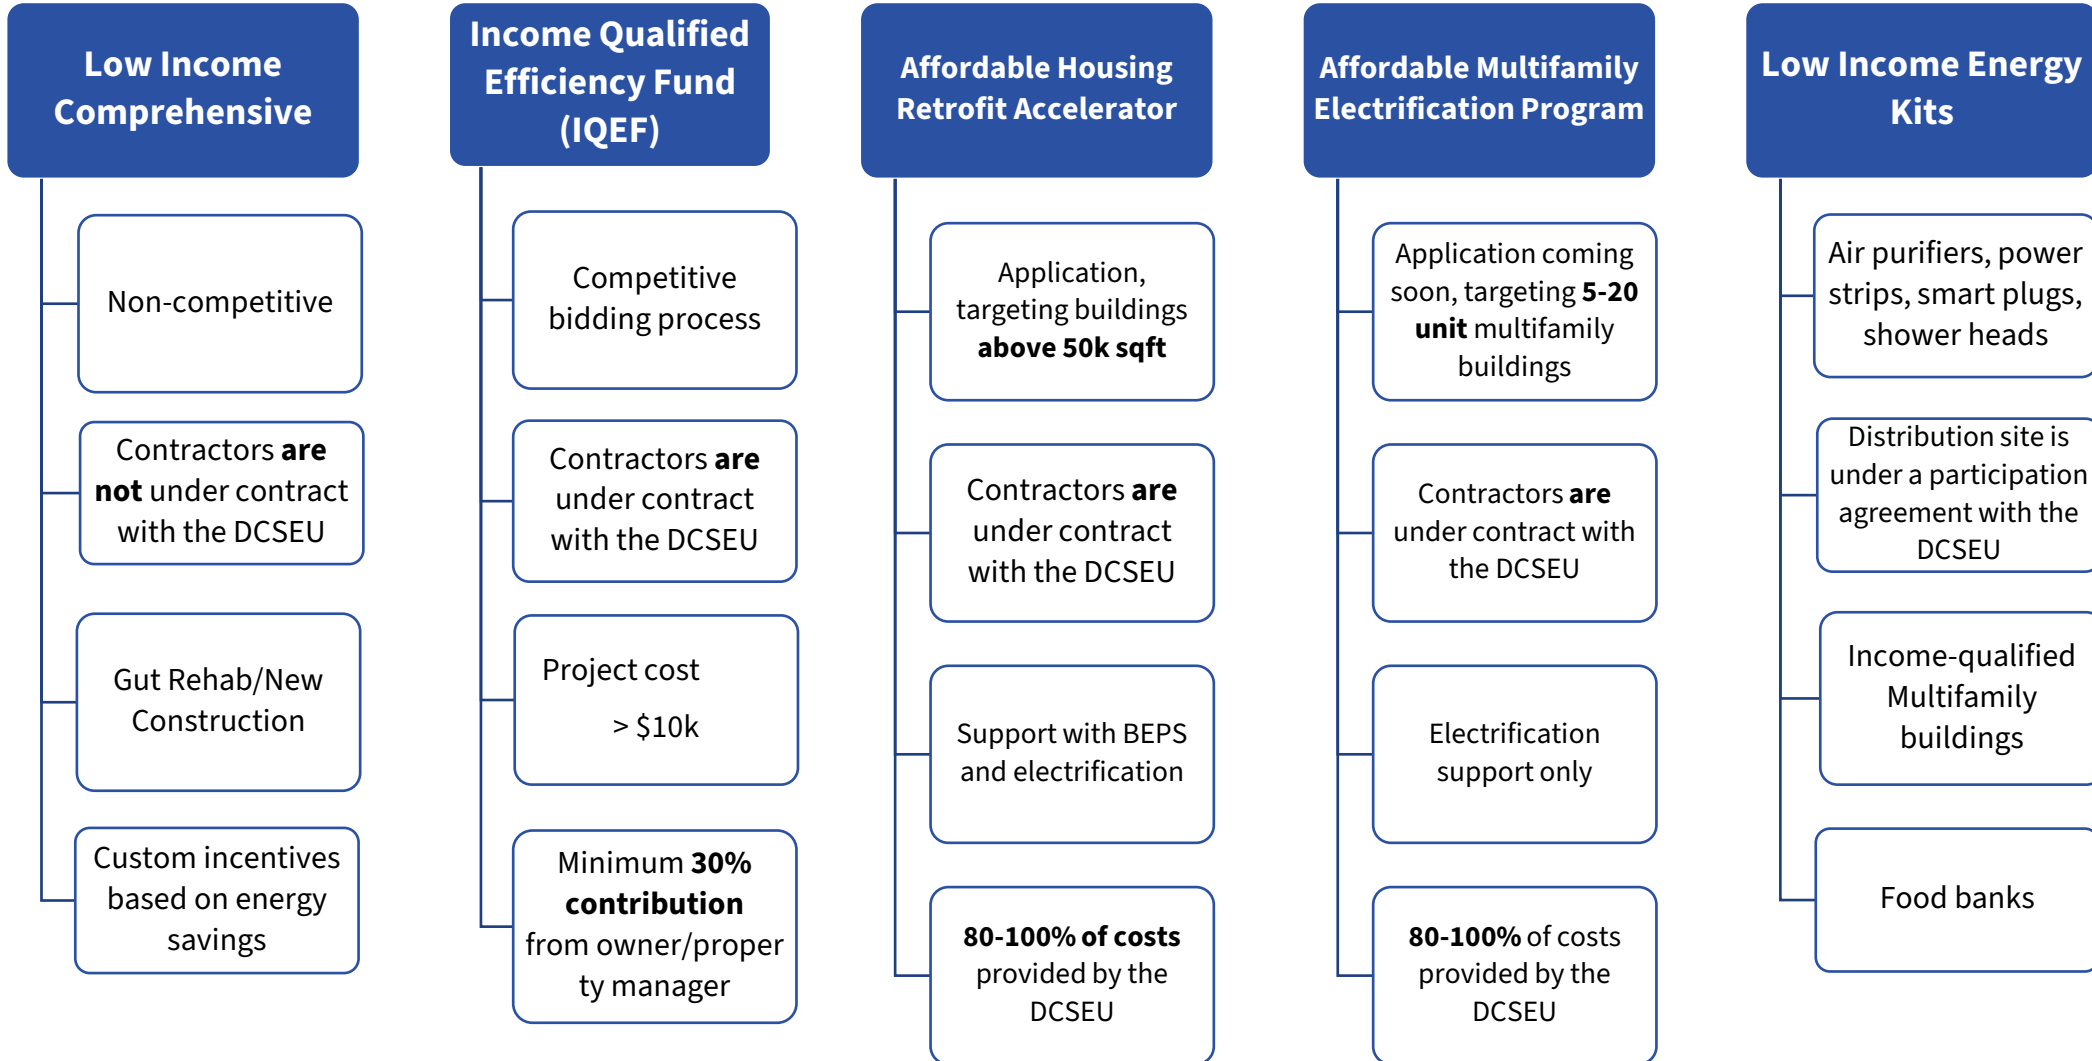 Low Income
Comprehensive
Non-competitive
Contractors are
not under contract
with the DCSEU
Gut Rehab/New
Construction
Custom incentives
based on energy
savings
Income Qualified
Efficiency Fund
(IQEF)
Competitive
bidding process
Contractors are
under contract
with the DCSEU
Project cost
> $10k
Minimum 30%
contribution
from owner/proper
ty manager
Affordable Housing
Retrofit Accelerator
Application,
targeting buildings
above 50k sqft
Contractors are
under contract
with the DCSEU
Support with BEPS
and electrification
80-100% of costs
provided by the
DCSEU
Affordable Multifamily
Electrification Program
Application coming
soon, targeting 5-20
unit multifamily
buildings
Contractors are
under contract with
the DCSEU
Electrification
support only
80-100% of costs
provided by the
DCSEU
Low Income Energy
Kits
Air purifiers, power
strips, smart plugs,
shower heads
Distribution site is
under a participation
agreement with the
DCSEU
Income-qualified
Multifamily
buildings
Food banks